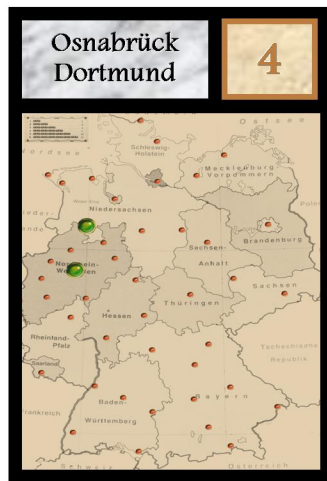 Osnabrück
Dortmund
4
Ostsee
Nordsee
Schleswig-
Holstein
Mecklenburg-
Vorpommern
Niedersachsen
Brandenburg
Sachsen-
Anhalt
Nordrhein-
Westfalen
Sachsen
Thüringen
Hessen
Rheinland-
Pfalz
Tschechische
Republik
Saarland
Bayern
Baden-
Württemberg
Frankreich
Schweiz
Österreich